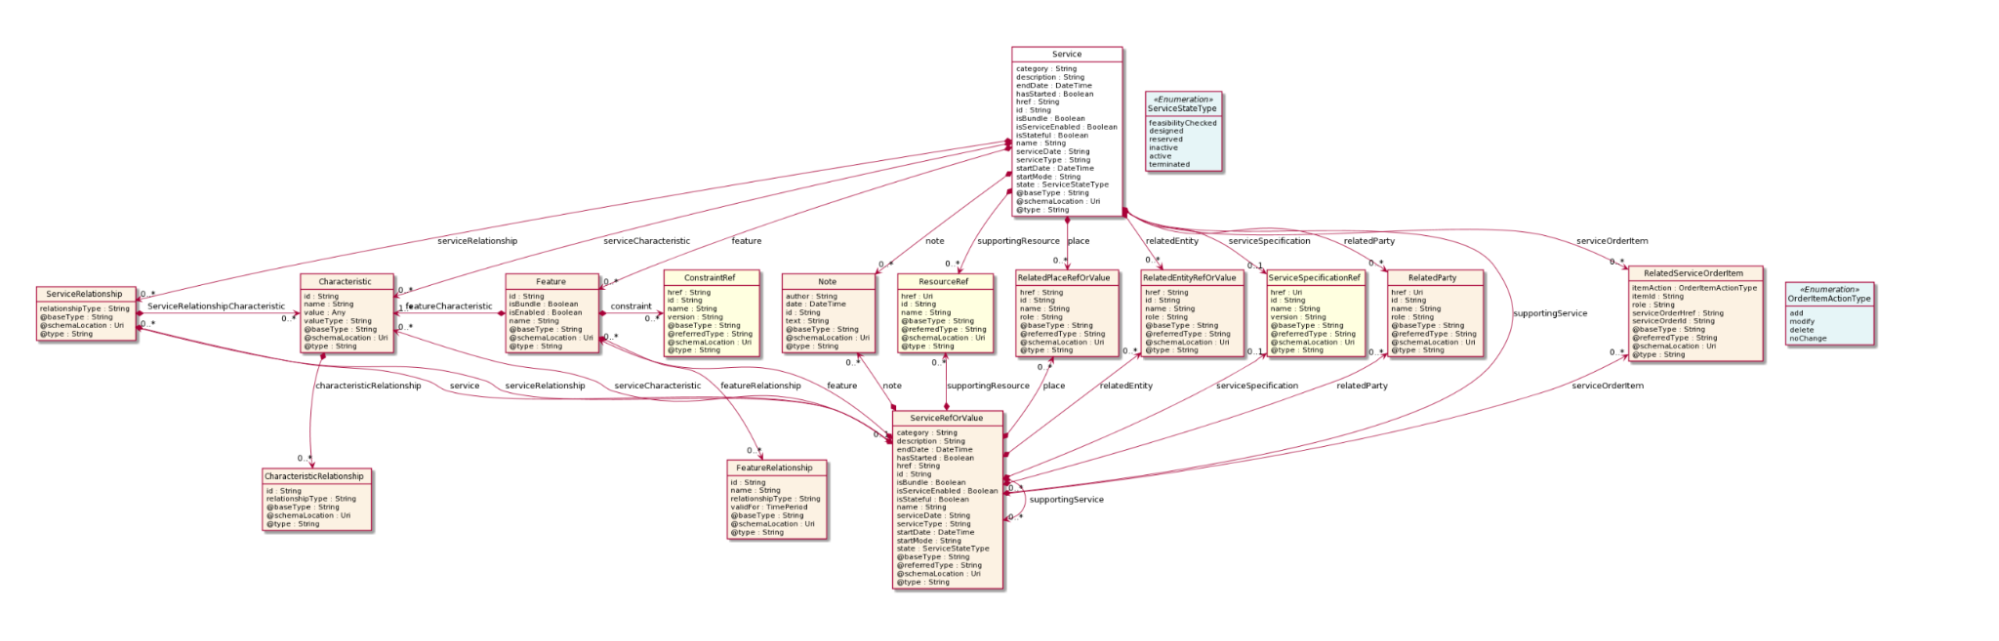 Service
category : String
description : String
endDate : DateTime
hasStarted : Boolean
href : String
id : String
isBundle : Boolean
isServiceEnabled : Boolean
isStateful : Boolean
name : String
serviceDate : String
serviceType : String
startDate : DateTime
startMode : String
state : ServiceStateType
@baseType : String
@schemaLocation : Uri
@type : String
«Enumeration»
ServiceStateType
feasibilityChecked
designed
reserved
inactive
active
terminated
serviceRelationship
serviceCharacteristic
feature
note
supportingResource
place
relatedEntity
serviceSpecification
relatedParty
serviceOrderItem
0..*
0..*
0..*
0..*
0..*
0..*
0..*
0..1
0..*
0..*
ServiceRelationship
relationshipType : String
@baseType : String
@schemaLocation : Uri
@type : String
ServiceRelationshipCharacteristic
0..*
0..*
Characteristic
id : String
name : String
value : Any
valueType : String
@baseType : String
@schemaLocation : Uri
@type : String
featureCharacteristic
0..*
Feature
id : String
isBundle : Boolean
isEnabled : Boolean
name : String
@baseType : String
@schemaLocation : Uri
@type : String
constraint
0..*
0..*
ConstraintRef
href : String
id : String
name : String
version : String
@baseType : String
@referredType : String
@schemaLocation : Uri
@type : String
Note
author : String
date : DateTime
id : String
text : String
@baseType : String
@schemaLocation : Uri
@type : String
ResourceRef
href : Uri
id : String
name : String
@baseType : String
@referredType : String
@schemaLocation : Uri
@type : String
RelatedPlaceRefOrValue
href : String
id : String
name : String
role : String
@baseType : String
@referredType : String
@schemaLocation : Uri
@type : String
RelatedEntityRefOrValue
href : String
id : String
name : String
role : String
@baseType : String
@referredType : String
@schemaLocation : Uri
@type : String
ServiceSpecificationRef
href : Uri
id : String
name : String
version : String
@baseType : String
@referredType : String
@schemaLocation : Uri
@type : String
RelatedParty
href : Uri
id : String
name : String
role : String
@baseType : String
@referredType : String
@schemaLocation : Uri
@type : String
supportingService
RelatedServiceOrderItem
itemAction : OrderItemActionType
itemId : String
role : String
serviceOrderHref : String
serviceOrderId : String
@baseType : String
@referredType : String
@schemaLocation : Uri
@type : String
«Enumeration»
OrderItemActionType
add
modify
delete
noChange
0..*
0..*
0..*
0..*
0..1
0..*
0..*
characteristicRelationship
service
serviceRelationship
serviceCharacteristic
featureRelationship
feature
note
supportingResource
place
relatedEntity
serviceSpecification
relatedParty
serviceOrderItem
0..*
CharacteristicRelationship
id : String
relationshipType : String
@baseType : String
@schemaLocation : Uri
@type : String
0..*
FeatureRelationship
id : String
name : String
relationshipType : String
validFor : TimePeriod
@baseType : String
@schemaLocation : Uri
@type : String
ServiceRefOrValue
category : String
description : String
endDate : DateTime
hasStarted : Boolean
href : String
id : String
isBundle : Boolean
isServiceEnabled : Boolean
isStateful : Boolean
name : String
serviceDate : String
serviceType : String
startDate : DateTime
startMode : String
state : ServiceStateType
@baseType : String
@referredType : String
@schemaLocation : Uri
@type : String
supportingService
0..*